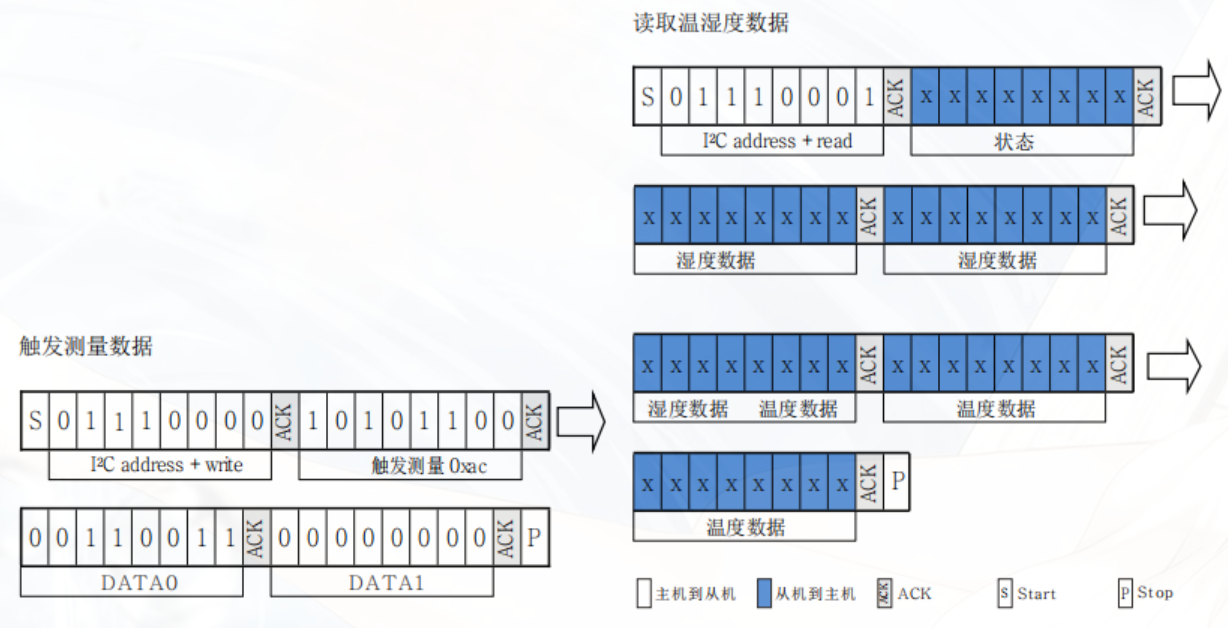 读取温湿度数据
S 0 1 1 1 0 0 0 1 ACK x x x x x x x x ACK
I²C address + read 状态
x x x x x x x x ACK x x x x x x x x ACK
湿度数据 湿度数据
x x x x x x x x ACK x x x x x x x x ACK
湿度数据 温度数据 温度数据
x x x x x x x x ACK P
温度数据
主机到从机 从机到主机 ACK ACK S Start P Stop
触发测量数据
S 0 1 1 1 0 0 0 0 ACK 1 0 1 0 1 1 0 0 ACK
I²C address + write 触发测量 0xac
0 0 1 1 0 0 1 1 ACK 0 0 0 0 0 0 0 0 ACK P
DATA0 DATA1